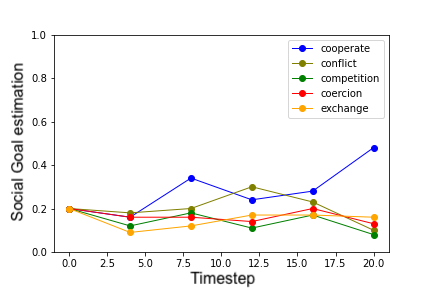 1.0
0.8
0.6
0.4
0.2
0.0
Social Goal estimation
cooperate
conflict
competition
coercion
exchange
0.0 2.5 5.0 7.5 10.0 12.5 15.0 17.5 20.0
Timestep